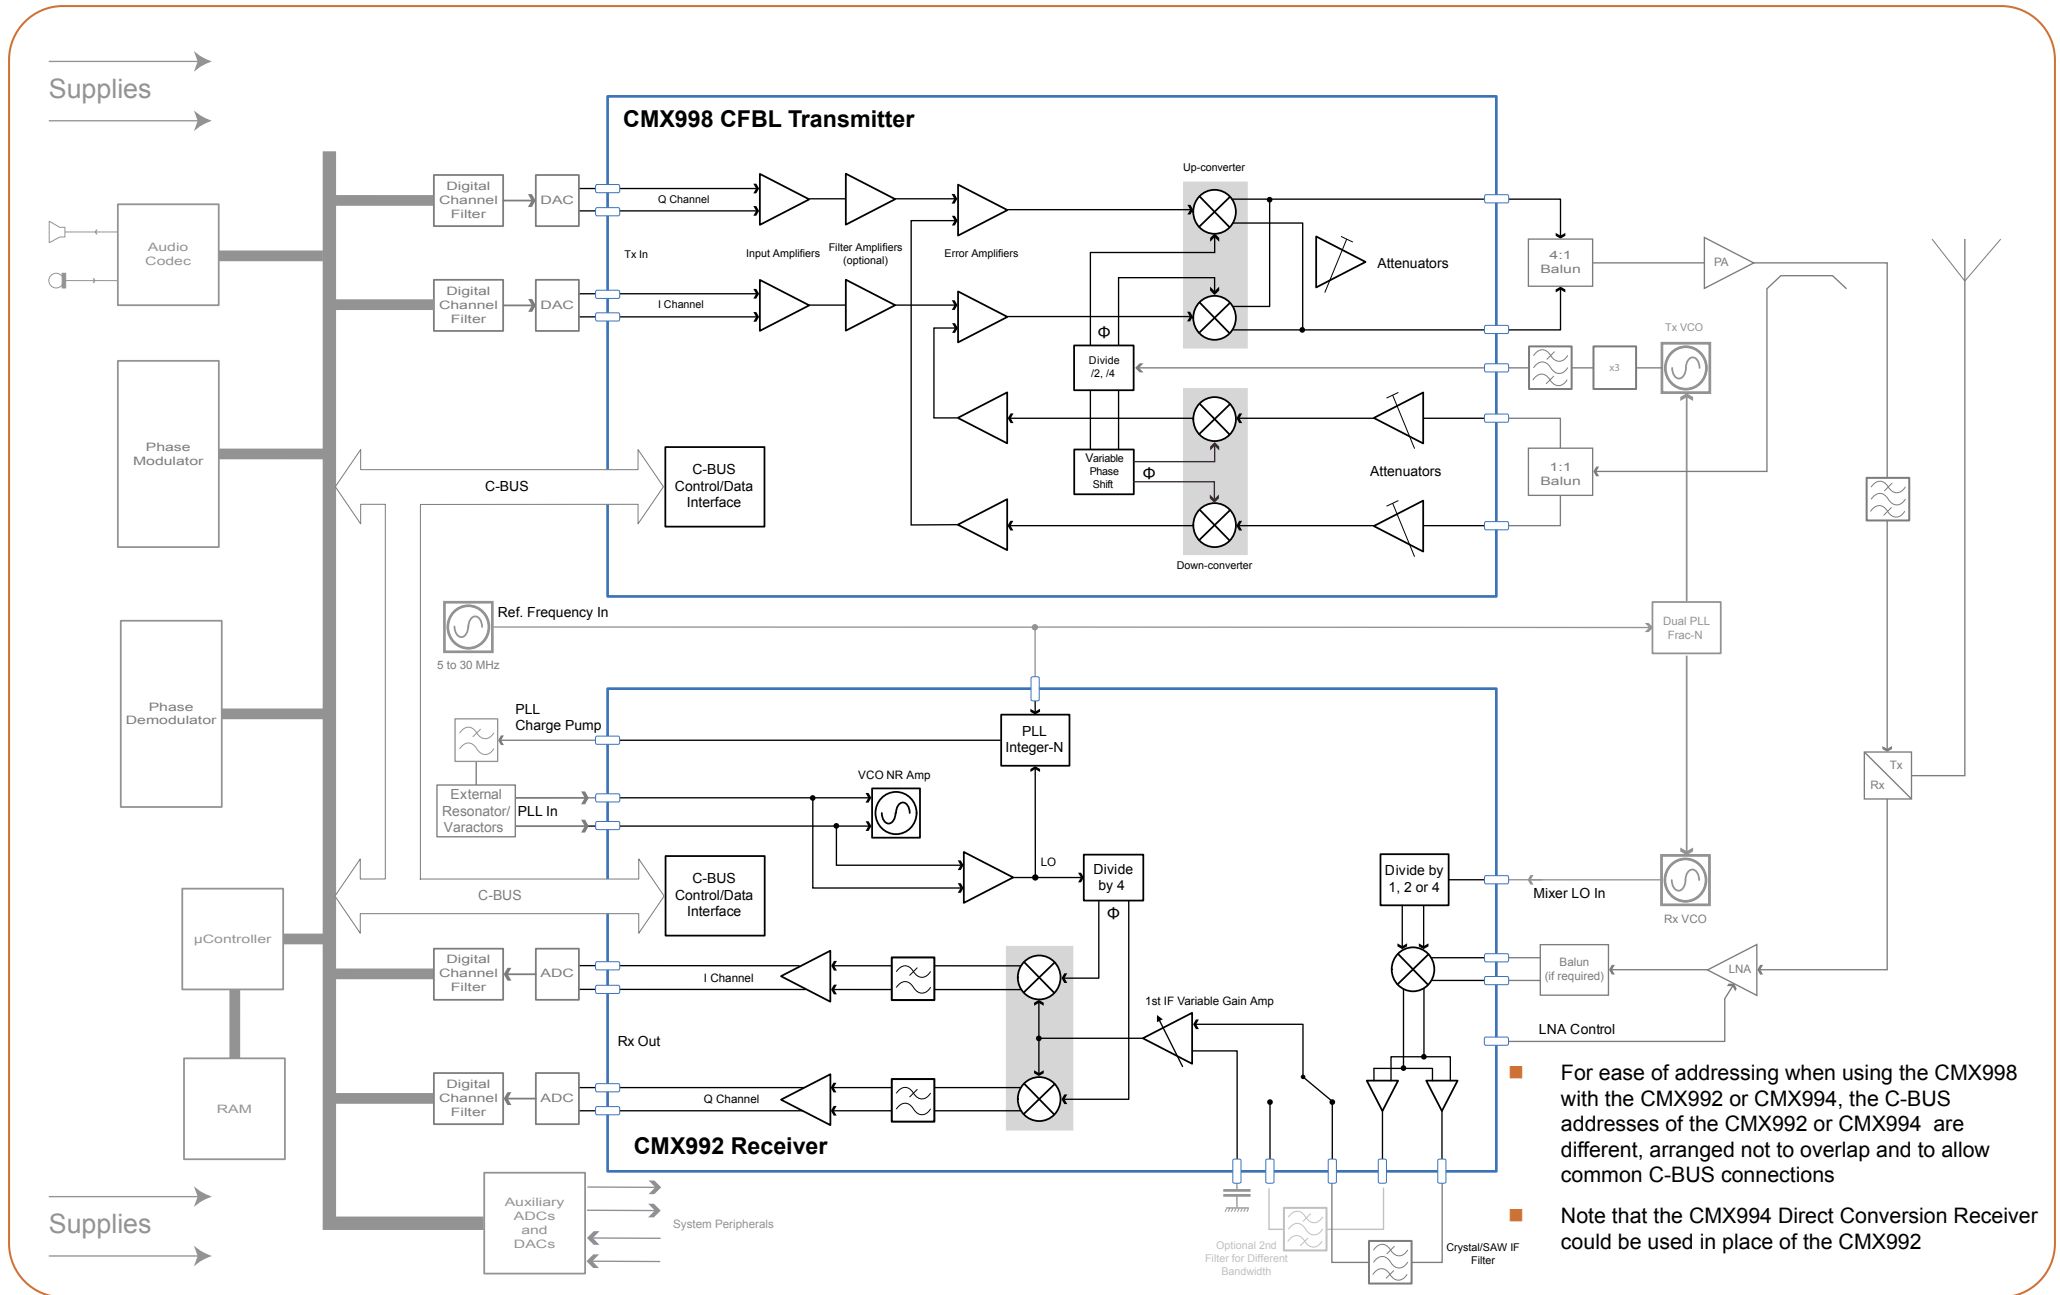 Supplies
CMX998 CFBL Transmitter
Audio
Codec
Phase
Modulator
Phase
Demodulator
µController
RAM
Supplies
Digital
Channel
Filter
DAC
Q Channel
Digital
Channel
Filter
DAC
I Channel
Tx In
Input Amplifiers
Filter Amplifiers
(optional)
Error Amplifiers
Up-converter
Attenuators
Φ
Divide
/2, /4
Variable
Phase
Shift
Φ
Attenuators
Down-converter
C-BUS
C-BUS
Control/Data
Interface
4:1
Balun
PA
Tx VCO
x3
1:1
Balun
Ref. Frequency In
5 to 30 MHz
Dual PLL
Frac-N
PLL
Charge Pump
PLL
Integer-N
VCO NR Amp
External
Resonator/
Varactors
PLL In
LO
Divide
by 4
Φ
C-BUS
C-BUS
Control/Data
Interface
Divide by
1, 2 or 4
Mixer LO In
Rx VCO
Tx
Rx
Digital
Channel
Filter
ADC
I Channel
Balun
(if required)
LNA
1st IF Variable Gain Amp
LNA Control
Rx Out
Digital
Channel
Filter
ADC
Q Channel
CMX992 Receiver
Auxiliary
ADCs
and
DACs
System Peripherals
Optional 2nd
Filter for Different
Bandwidth
Crystal/SAW IF
Filter
For ease of addressing when using the CMX998
with the CMX992 or CMX994, the C-BUS
addresses of the CMX992 or CMX994 are
different, arranged not to overlap and to allow
common C-BUS connections
Note that the CMX994 Direct Conversion Receiver
could be used in place of the CMX992